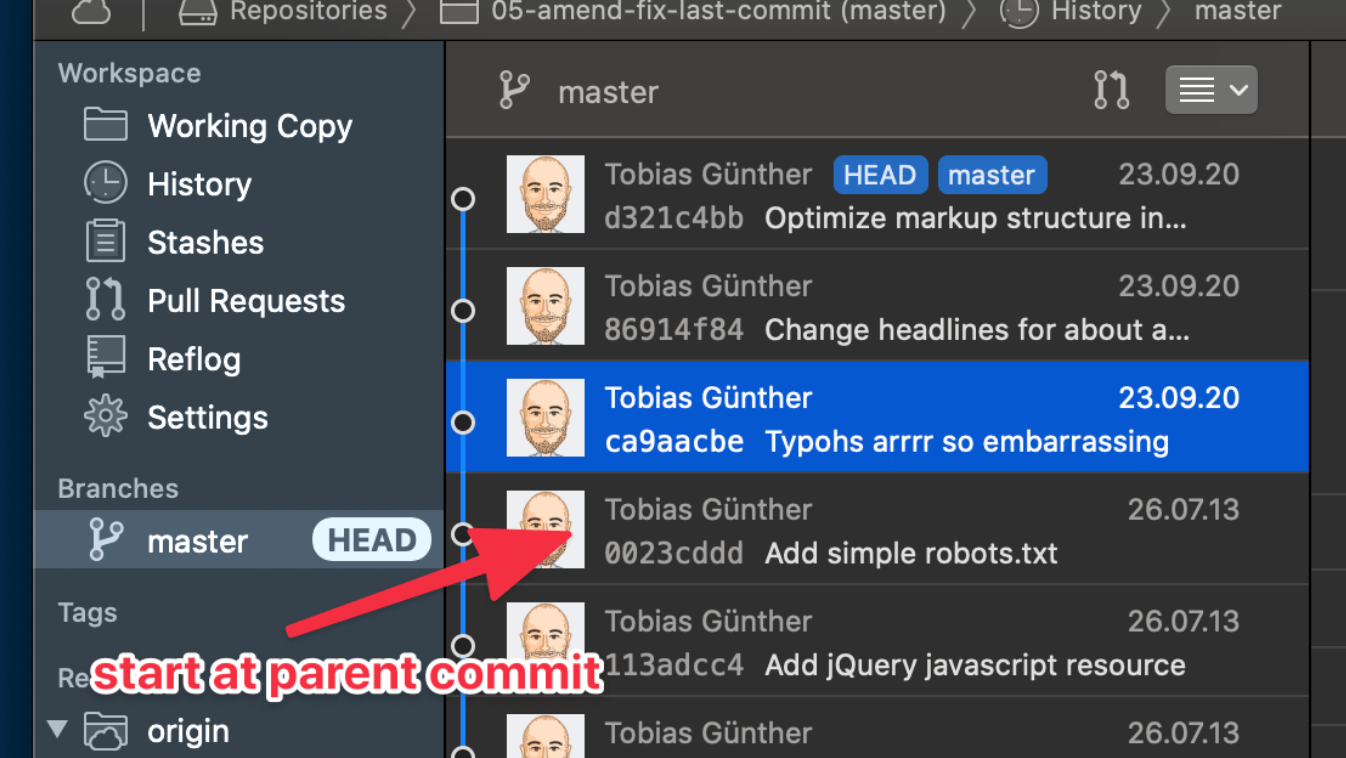 Repositories
05-amend-fix-last-commit (master)
History
master
Workspace
Working Copy
History
Stashes
Pull Requests
Reflog
Settings
Branches
master HEAD
Tags
Re
origin
master
Tobias Günther HEAD master 23.09.20
d321c4bb Optimize markup structure in...
Tobias Günther 23.09.20
86914f84 Change headlines for about a...
Tobias Günther 23.09.20
ca9aacbe Typohs arrrr so embarrassing
Tobias Günther 26.07.13
0023cddd Add simple robots.txt
Tobias Günther 26.07.13
113adcc4 Add jQuery javascript resource
Tobias Günther 26.07.13
start at parent commit